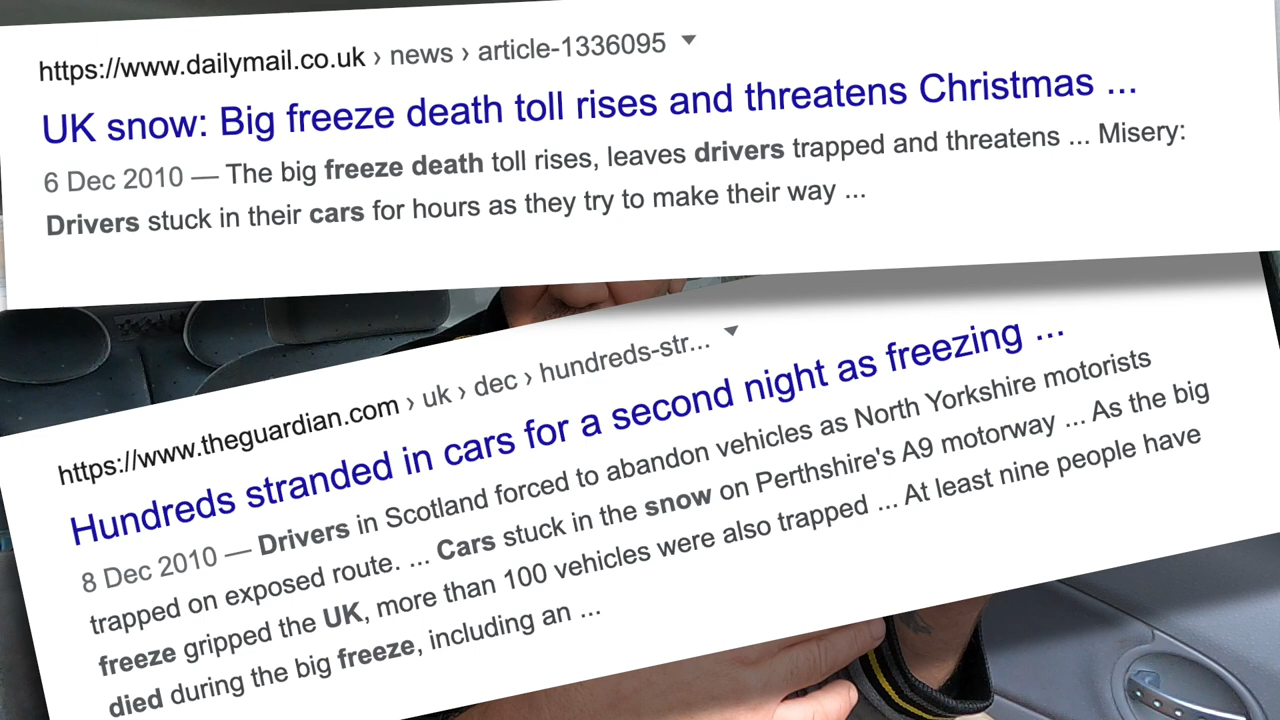 https://www.dailymail.co.uk › news › article-1336095
UK snow: Big freeze death toll rises and threatens Christmas ...
6 Dec 2010 — The big freeze death toll rises, leaves drivers trapped and threatens ... Misery:
Drivers stuck in their cars for hours as they try to make their way ...
https://www.theguardian.com › uk › dec › hundreds-str...
Hundreds stranded in cars for a second night as freezing ...
8 Dec 2010 — Drivers in Scotland forced to abandon vehicles as North Yorkshire motorists
trapped on exposed route. ... Cars stuck in the snow on Perthshire's A9 motorway ... As the big
freeze gripped the UK, more than 100 vehicles were also trapped ... At least nine people have
died during the big freeze, including an ...